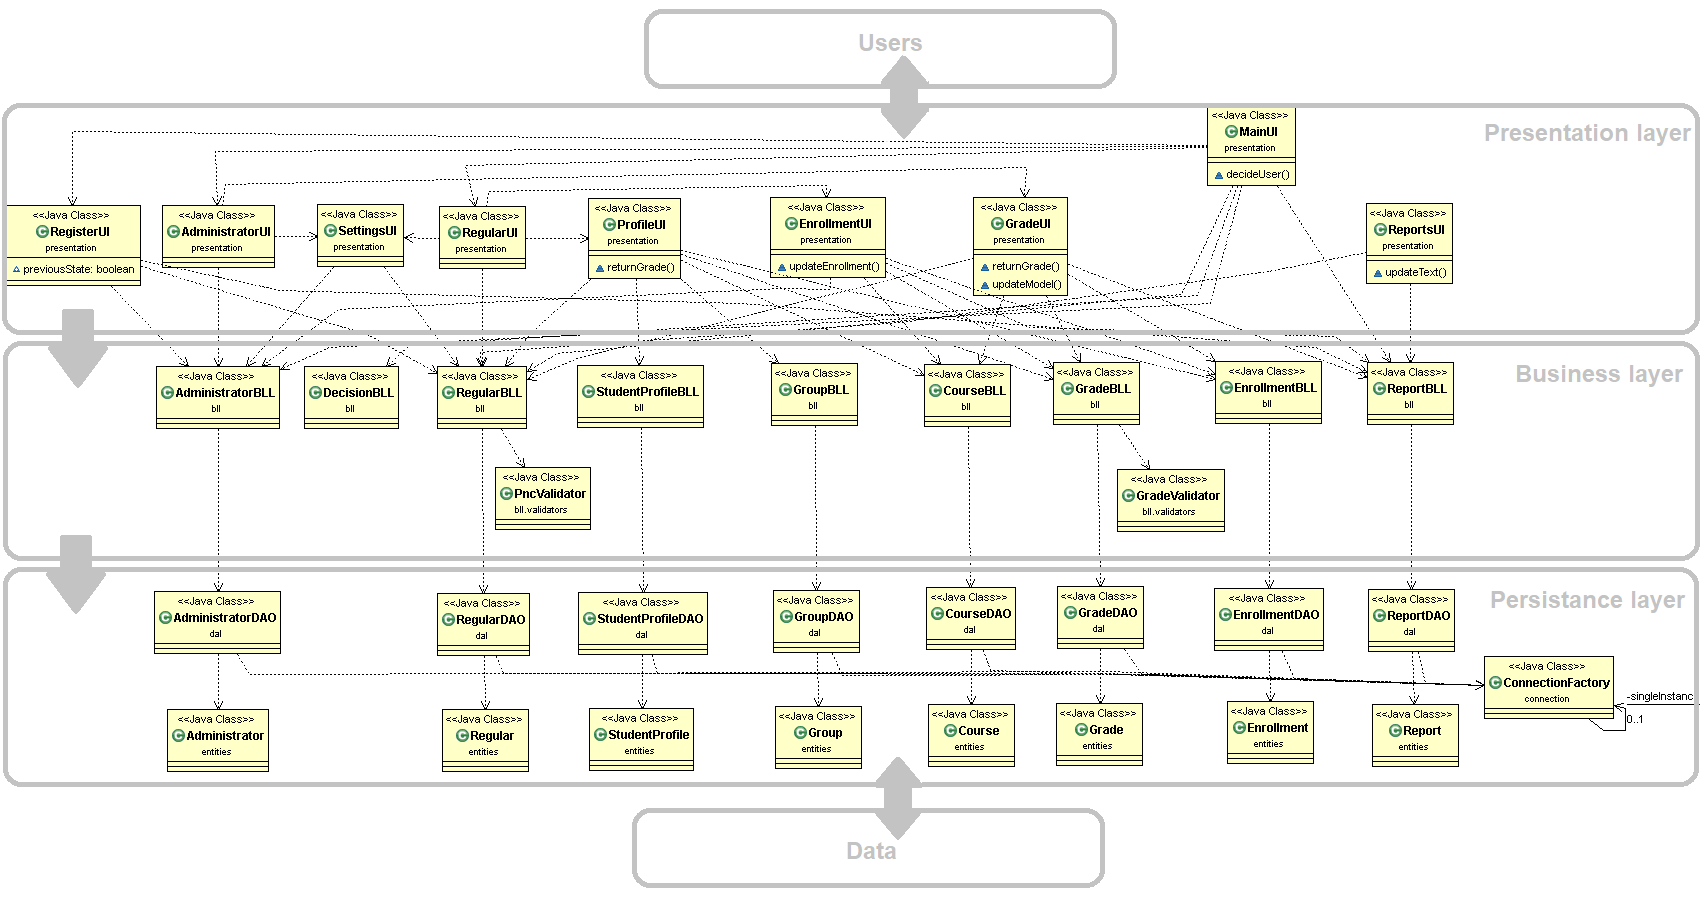 Users
Presentation layer
<<Java Class>>
MainUI
presentation
decideUser()
<<Java Class>>
RegisterUI
presentation
previousState: boolean
<<Java Class>>
AdministratorUI
presentation
<<Java Class>>
SettingsUI
presentation
<<Java Class>>
RegularUI
presentation
<<Java Class>>
ProfileUI
presentation
returnGrade()
<<Java Class>>
EnrollmentUI
presentation
updateEnrollment()
<<Java Class>>
GradeUI
presentation
returnGrade()
updateModel()
<<Java Class>>
ReportsUI
presentation
updateText()
Business layer
<<Java Class>>
AdministratorBLL
bll
<<Java Class>>
DecisionBLL
bll
<<Java Class>>
RegularBLL
bll
<<Java Class>>
StudentProfileBLL
bll
<<Java Class>>
GroupBLL
bll
<<Java Class>>
CourseBLL
bll
<<Java Class>>
GradeBLL
bll
<<Java Class>>
EnrollmentBLL
bll
<<Java Class>>
ReportBLL
bll
<<Java Class>>
PncValidator
bll.validators
<<Java Class>>
GradeValidator
bll.validators
Persistance layer
<<Java Class>>
AdministratorDAO
dal
<<Java Class>>
RegularDAO
dal
<<Java Class>>
StudentProfileDAO
dal
<<Java Class>>
GroupDAO
dal
<<Java Class>>
CourseDAO
dal
<<Java Class>>
GradeDAO
dal
<<Java Class>>
EnrollmentDAO
dal
<<Java Class>>
ReportDAO
dal
<<Java Class>>
ConnectionFactory
connection
-singleInstanc
0..1
<<Java Class>>
Administrator
entities
<<Java Class>>
Regular
entities
<<Java Class>>
StudentProfile
entities
<<Java Class>>
Group
entities
<<Java Class>>
Course
entities
<<Java Class>>
Grade
entities
<<Java Class>>
Enrollment
entities
<<Java Class>>
Report
entities
Data